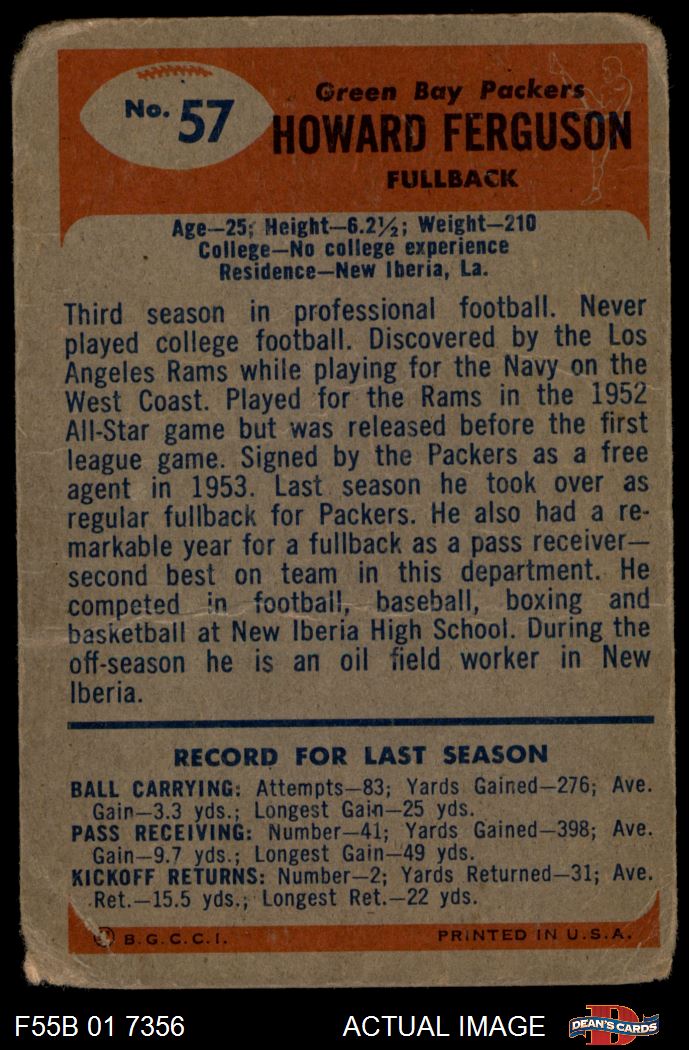 No. 57
Green Bay Packers
HOWARD FERGUSON
FULLBACK
Age—25; Height—6.2½; Weight—210
College—No college experience
Residence—New Iberia, La.
Third season in professional football. Never
played college football. Discovered by the Los
Angeles Rams while playing for the Navy on the
West Coast. Played for the Rams in the 1952
All-Star game but was released before the first
league game. Signed by the Packers as a free
agent in 1953. Last season he took over as
regular fullback for Packers. He also had a re-
markable year for a fullback as a pass receiver—
second best on team in this department. He
competed in football, baseball, boxing and
basketball at New Iberia High School. During the
off-season he is an oil field worker in New
Iberia.
RECORD FOR LAST SEASON
BALL CARRYING: Attempts—83; Yards Gained—276; Ave.
Gain—3.3 yds.; Longest Gain—25 yds.
PASS RECEIVING: Number—41; Yards Gained—398; Ave.
Gain—9.7 yds.; Longest Gain—49 yds.
KICKOFF RETURNS: Number—2; Yards Returned—31; Ave.
Ret.—15.5 yds.; Longest Ret.—22 yds.
B.G.C.C.I. PRINTED IN U.S.A.
F55B 01 7356 ACTUAL IMAGE DEAN'S CARDS